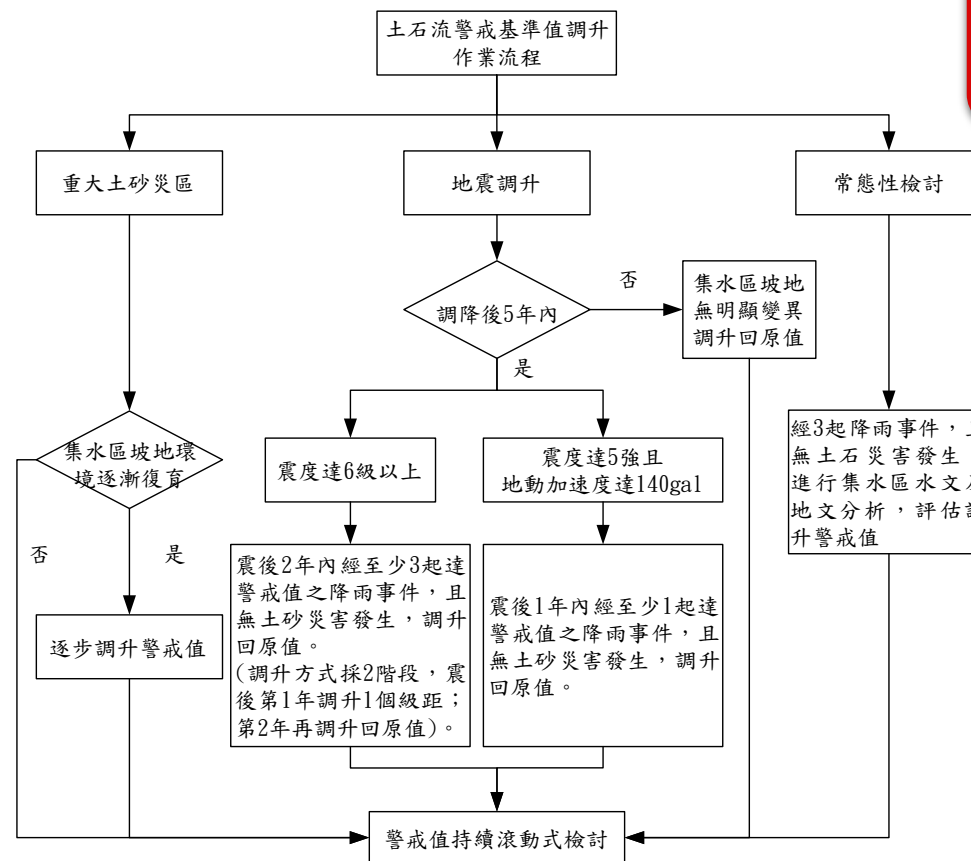 土石流警戒基準值調升
作業流程
重大土砂災區
地震調升
常態性檢討
調降後5年內
否
集水區坡地
無明顯變異
調升回原值
是
集水區坡地環
境逐漸復育
震度達6級以上
震度達5強且
地動加速度達140gal
經3起降雨事件，
無土石災害發生
進行集水區水文
地文分析，評估
升警戒值
否
是
逐步調升警戒值
震後2年內經至少3起達
警戒值之降雨事件，且
無土砂災害發生，調升
回原值。
(調升方式採2階段，震
後第1年調升1個級距；
第2年再調升回原值)。
震後1年內經至少1起達
警戒值之降雨事件，且
無土砂災害發生，調升
回原值。
警戒值持續滾動式檢討